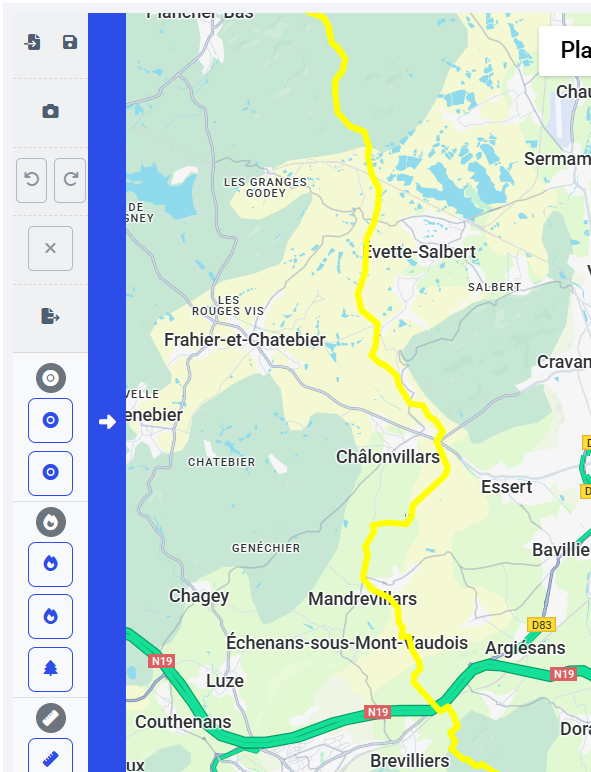 Plancher-Bas
Pla
Chau
Sermam
LES GRANGES
GODEY
DE
GNEY
Évette-Salbert
SALBERT
LES
ROUGES VIS
Frahier-et-Chatebier
Cravan
VELLE
enebier
Châlonvillars
CHATEBIER
Essert
D
D
GENÉCHIER
Bavillie
Chagey
Mandrevillars
D83
Échenans-sous-Mont-Vaudois
Argiésans
N19
N19
Luze
N19
Couthenans
Dora
Brevilliers
ux